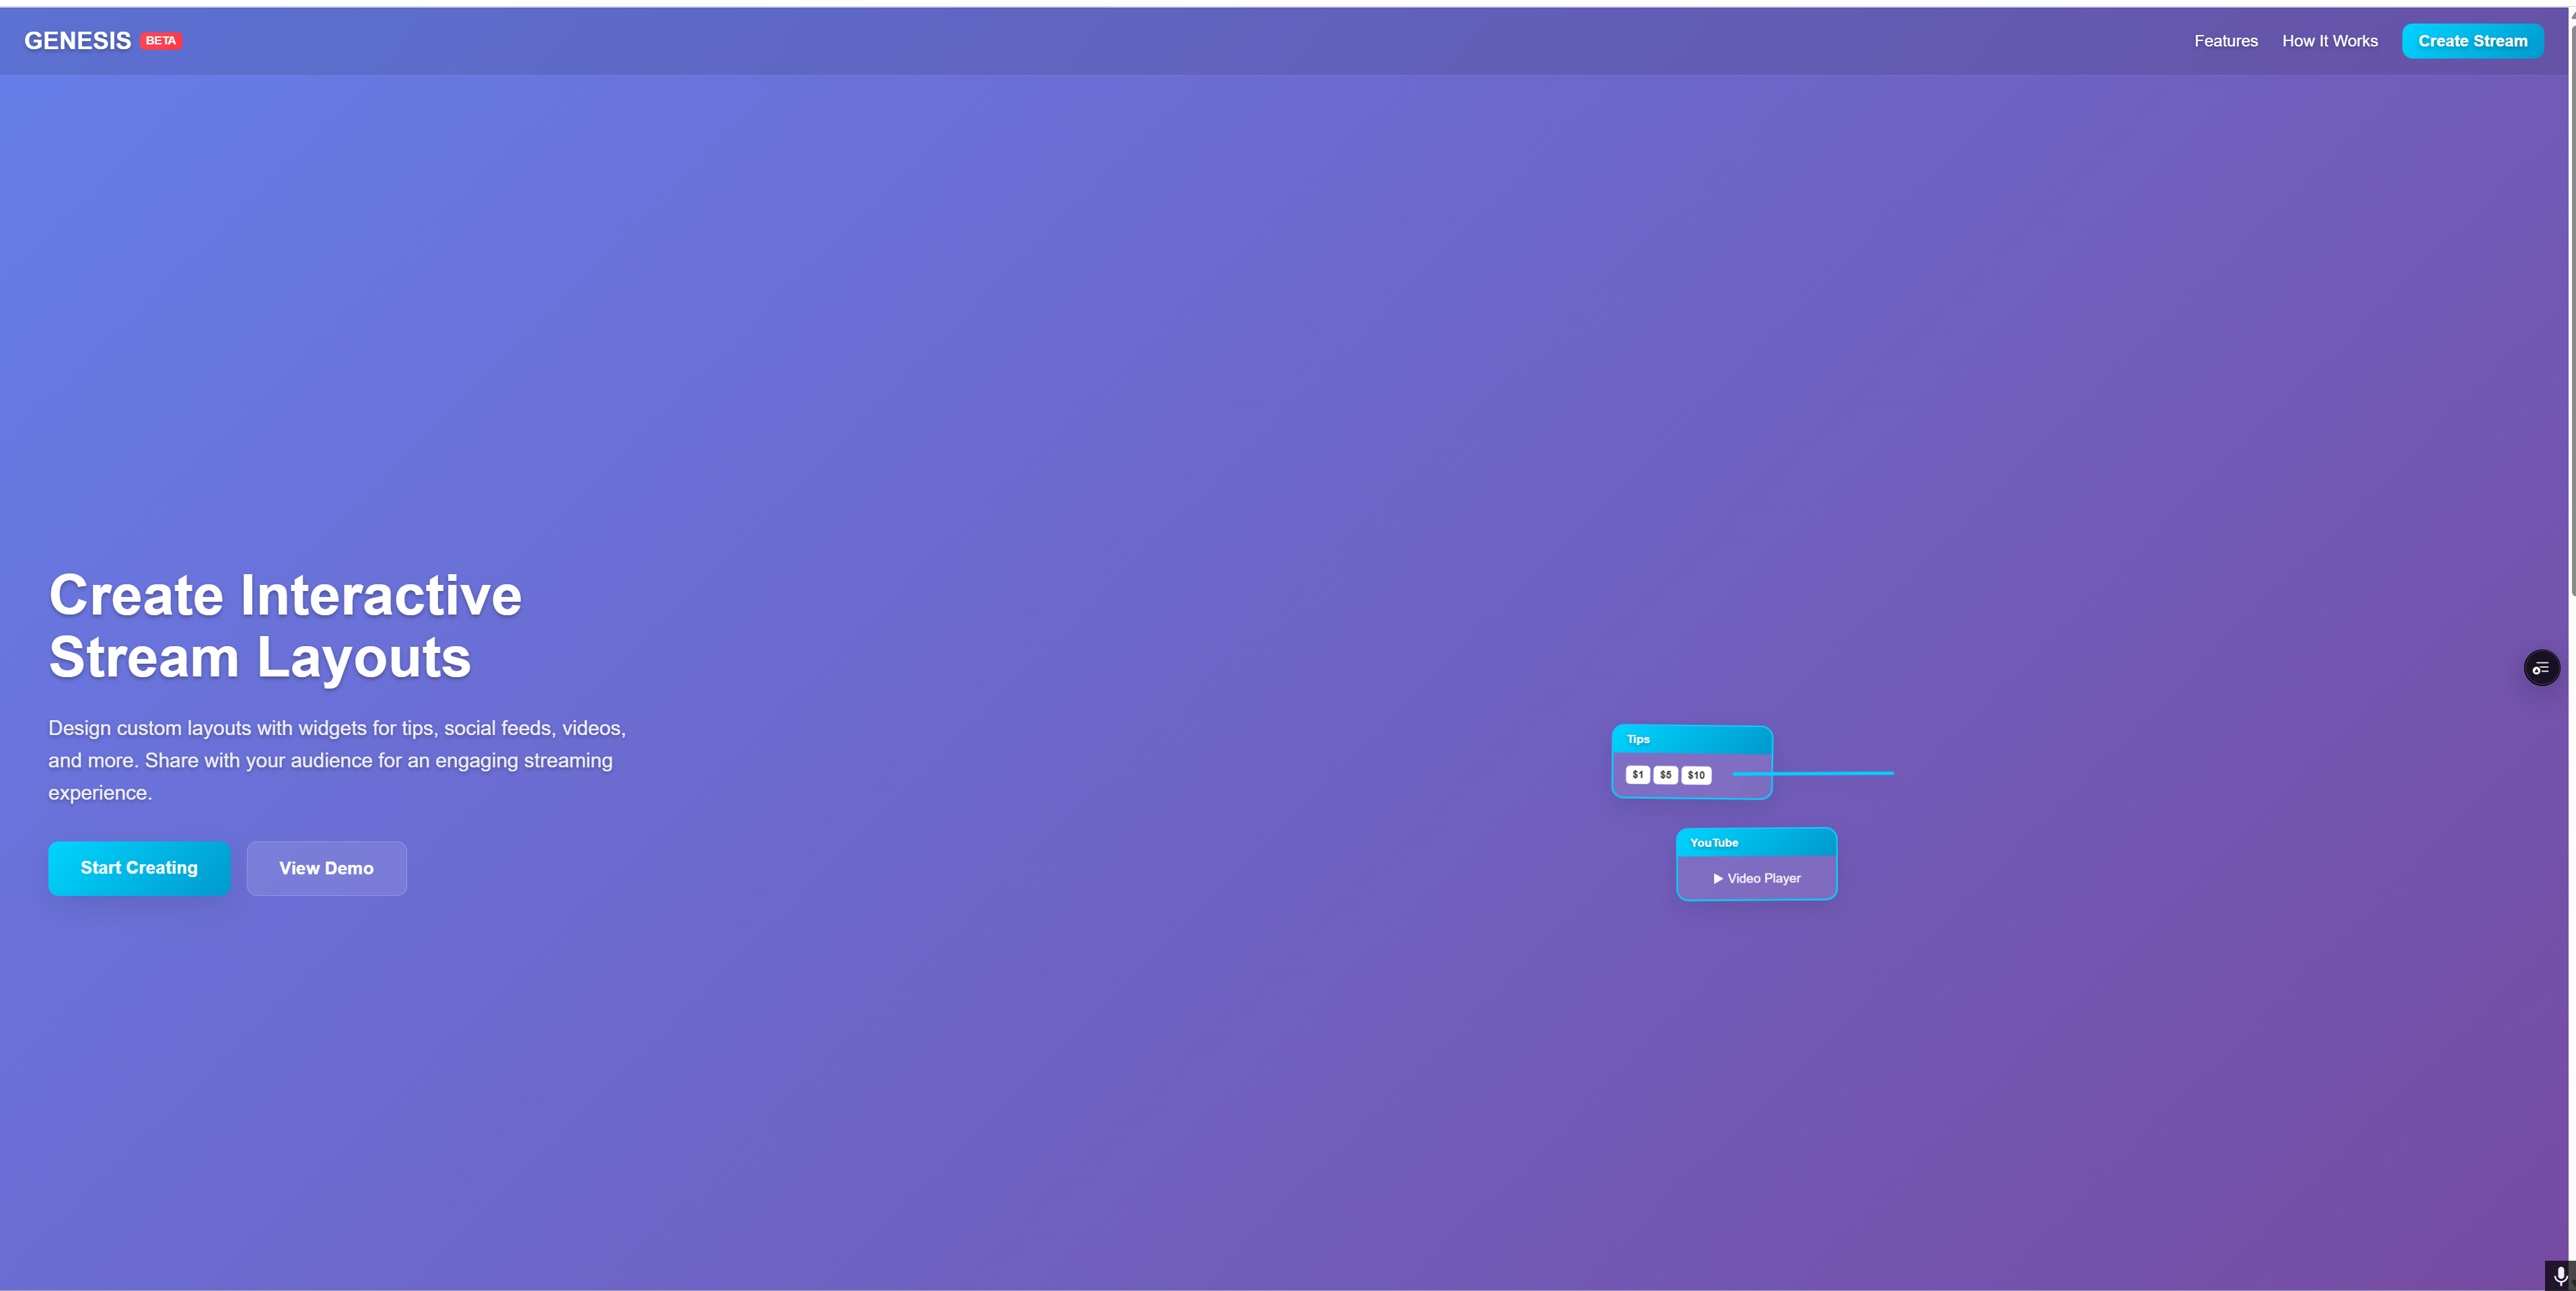 GENESIS BETA
Features How It Works Create Stream
Create Interactive
Stream Layouts
Design custom layouts with widgets for tips, social feeds, videos,
and more. Share with your audience for an engaging streaming
experience.
Start Creating View Demo
Tips
$1 $5 $10
YouTube
▶ Video Player